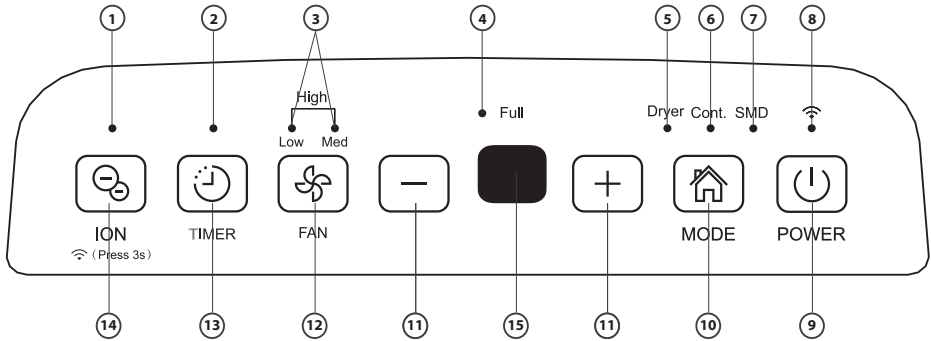 1 2 3 4 5 6 7 8
High
Full
Dryer Cont. SMD
Low Med
ION TIMER FAN MODE POWER
(Press 3s)
14 13 12 11 15 11 10 9